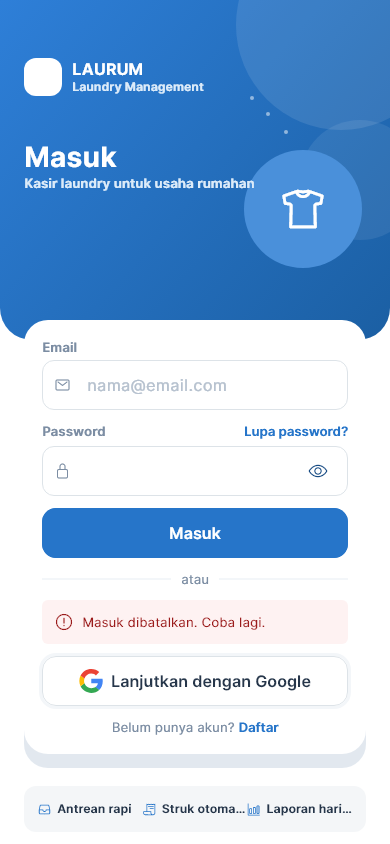 LAURUM
Laundry Management
Masuk
Kasir laundry untuk usaha rumahan
Email
nama@email.com
Password
Lupa password?
Masuk
atau
Masuk dibatalkan. Coba lagi.
Lanjutkan dengan Google
Belum punya akun? Daftar
Antrean rapi
Struk otoma...
Laporan hari...